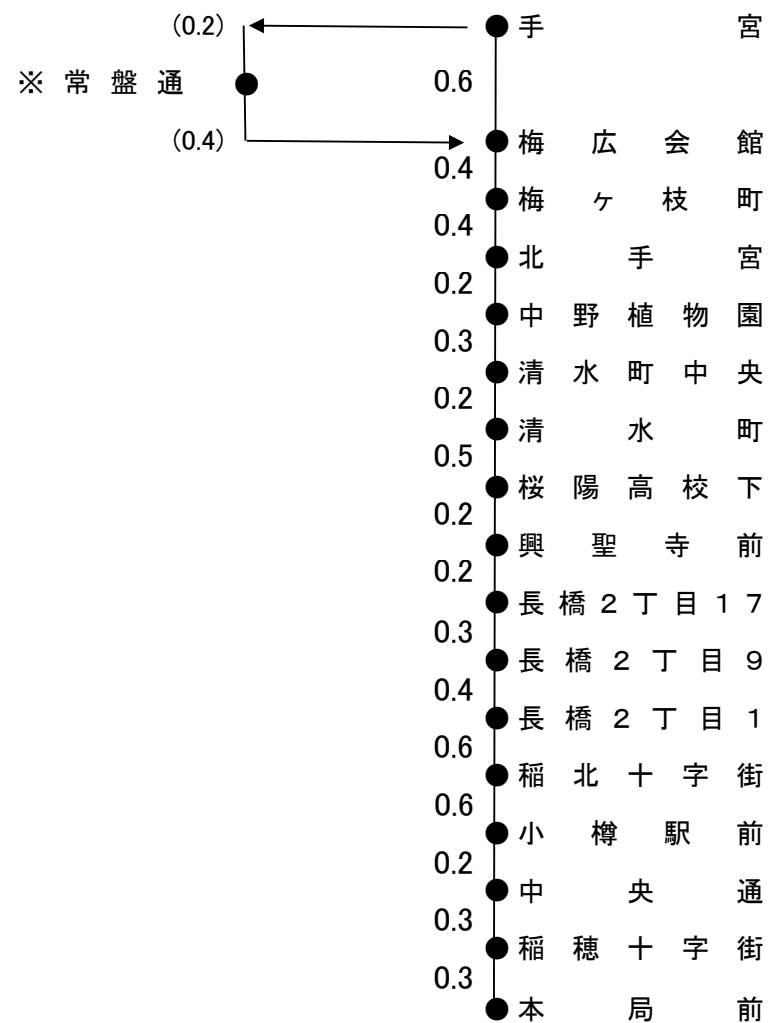 (0.2) 手宮
※常盤通 0.6
(0.4) 梅広会館
0.4
梅ヶ枝町
0.4
北手宮
0.2
中野植物園
0.3
清水町中央
0.2
清水町
0.5
桜陽高校下
0.2
興聖寺前
0.2
長橋2丁目17
0.3
長橋2丁目9
0.4
長橋2丁目1
0.6
稲北十字街
0.6
小樽駅前
0.2
中央通
0.3
稲穂十字街
0.3
本局前